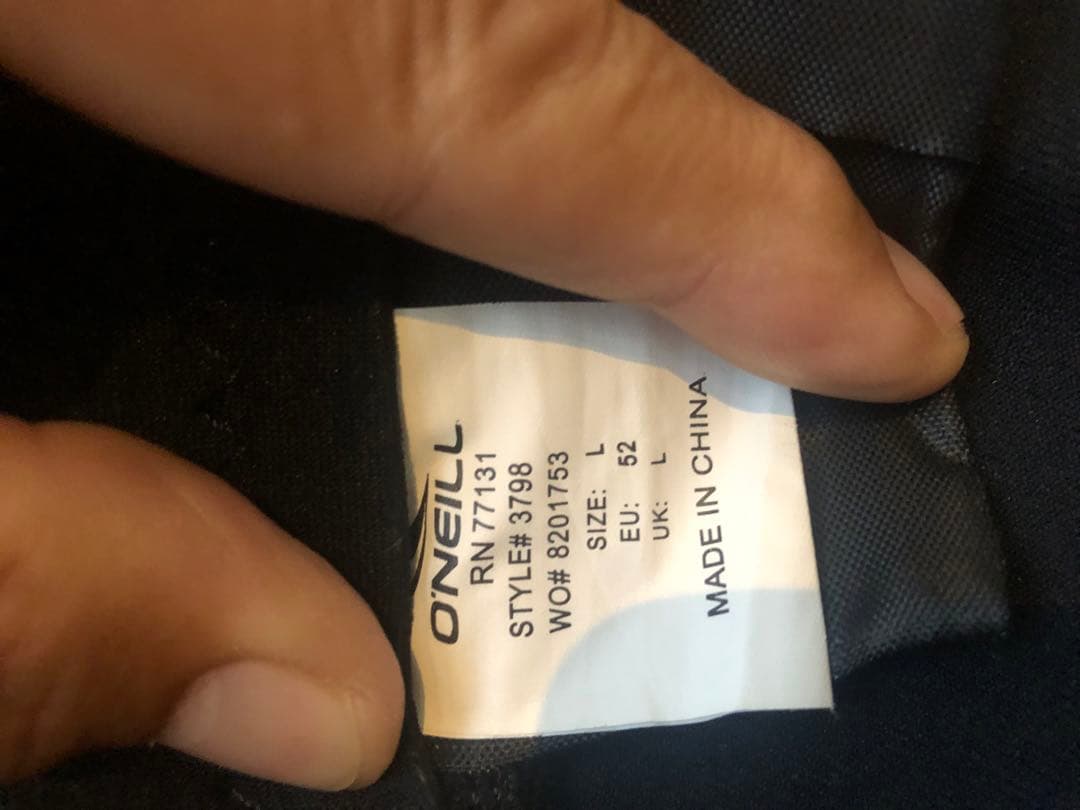 O'NEILL
RN 77131
STYLE# 3798
WO# 8201753
SIZE: L
EU: 52
UK: L
MADE IN CHINA